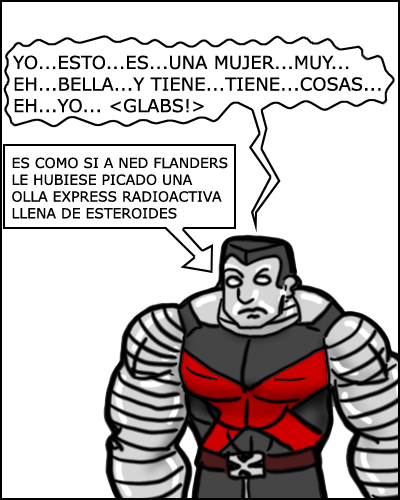 YO...ESTO...ES...UNA MUJER...MUY...
EH...BELLA...Y TIENE...TIENE...COSAS...
EH...YO... <GLABS!>
ES COMO SI A NED FLANDERS
LE HUBIESE PICADO UNA
OLLA EXPRESS RADIOACTIVA
LLENA DE ESTEROIDES